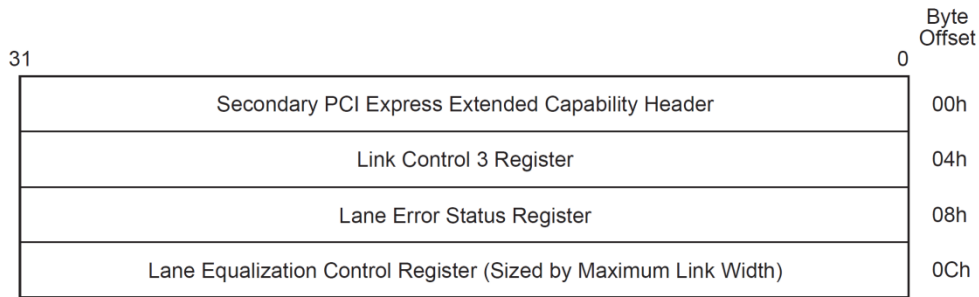 Byte
Offset
31 0
Secondary PCI Express Extended Capability Header 00h
Link Control 3 Register 04h
Lane Error Status Register 08h
Lane Equalization Control Register (Sized by Maximum Link Width) 0Ch